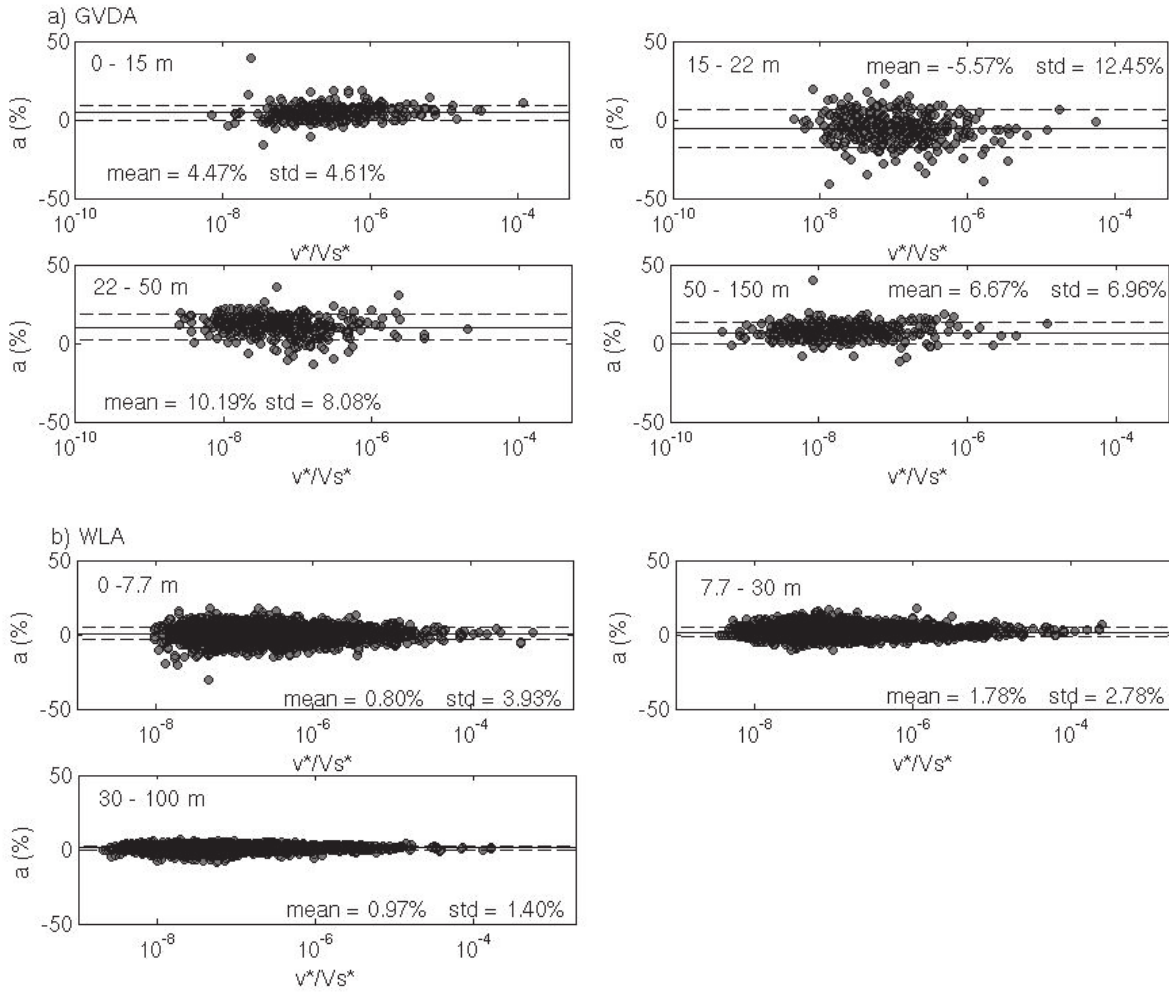 a) GVDA
50
0
-50
a (%)
0 - 15 m
mean = 4.47% std = 4.61%
10^-10 10^-8 10^-6 10^-4
v*/Vs*
50
0
-50
a (%)
15 - 22 m
mean = -5.57% std = 12.45%
10^-10 10^-8 10^-6 10^-4
v*/Vs*
50
0
-50
a (%)
22 - 50 m
mean = 10.19% std = 8.08%
10^-10 10^-8 10^-6 10^-4
v*/Vs*
50
0
-50
a (%)
50 - 150 m
mean = 6.67% std = 6.96%
10^-10 10^-8 10^-6 10^-4
v*/Vs*
b) WLA
50
0
-50
a (%)
0 -7.7 m
mean = 0.80% std = 3.93%
10^-8 10^-6 10^-4
v*/Vs*
50
0
-50
a (%)
7.7 - 30 m
mean = 1.78% std = 2.78%
10^-8 10^-6 10^-4
v*/Vs*
50
0
-50
a (%)
30 - 100 m
mean = 0.97% std = 1.40%
10^-8 10^-6 10^-4
v*/Vs*